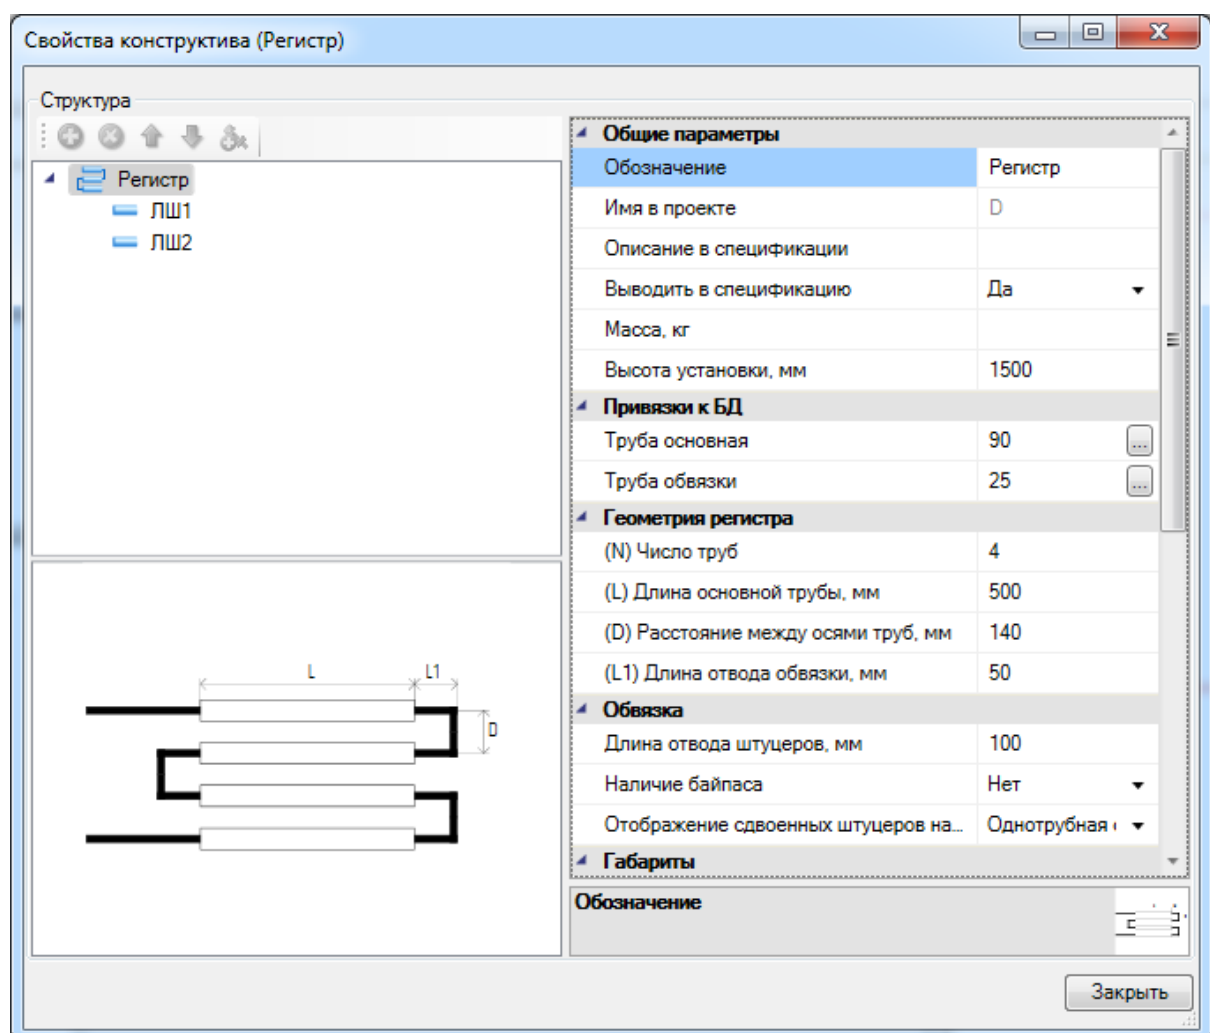 Свойства конструктива (Регистр)
Структура
Регистр
ЛШ1
ЛШ2
L
L1
D
Общие параметры
Обозначение Регистр
Имя в проекте D
Описание в спецификации
Выводить в спецификацию Да
Масса, кг
Высота установки, мм 1500
Привязки к БД
Труба основная 90 ...
Труба обвязки 25 ...
Геометрия регистра
(N) Число труб 4
(L) Длина основной трубы, мм 500
(D) Расстояние между осями труб, мм 140
(L1) Длина отвода обвязки, мм 50
Обвязка
Длина отвода штуцеров, мм 100
Наличие байпаса Нет
Отображение сдвоенных штуцеров на... Однотрубная
Габариты
Обозначение
Закрыть